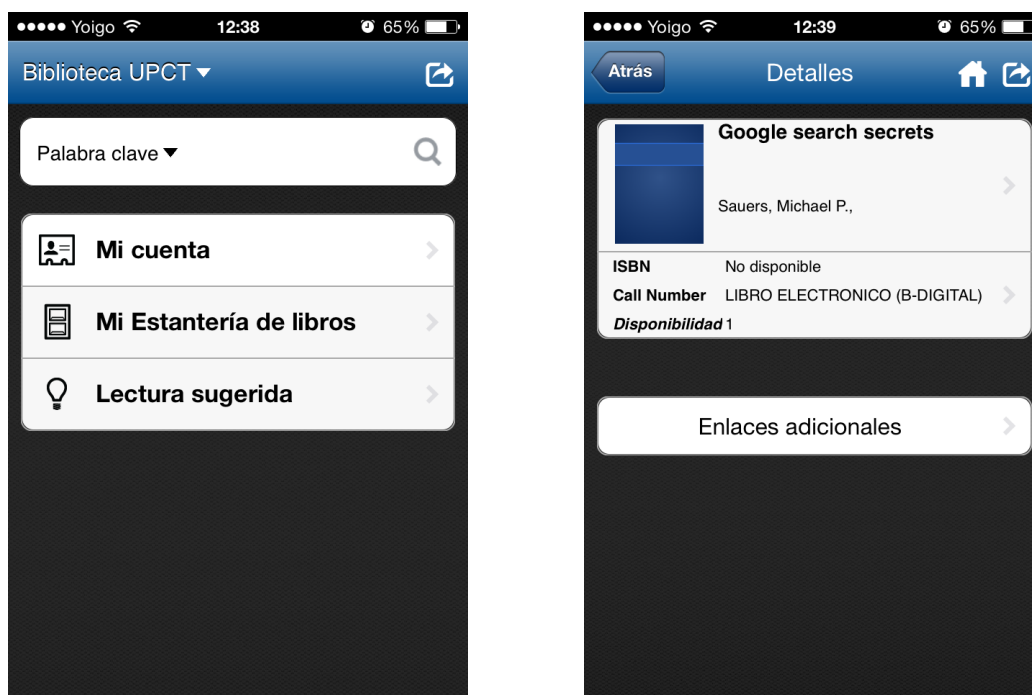 Yoigo 12:38 65%
Biblioteca UPCT
Palabra clave
Mi cuenta
Mi Estantería de libros
Lectura sugerida
Yoigo 12:39 65%
Atrás Detalles
Google search secrets
Sauers, Michael P.,
ISBN No disponible
Call Number LIBRO ELECTRONICO (B-DIGITAL)
Disponibilidad 1
Enlaces adicionales